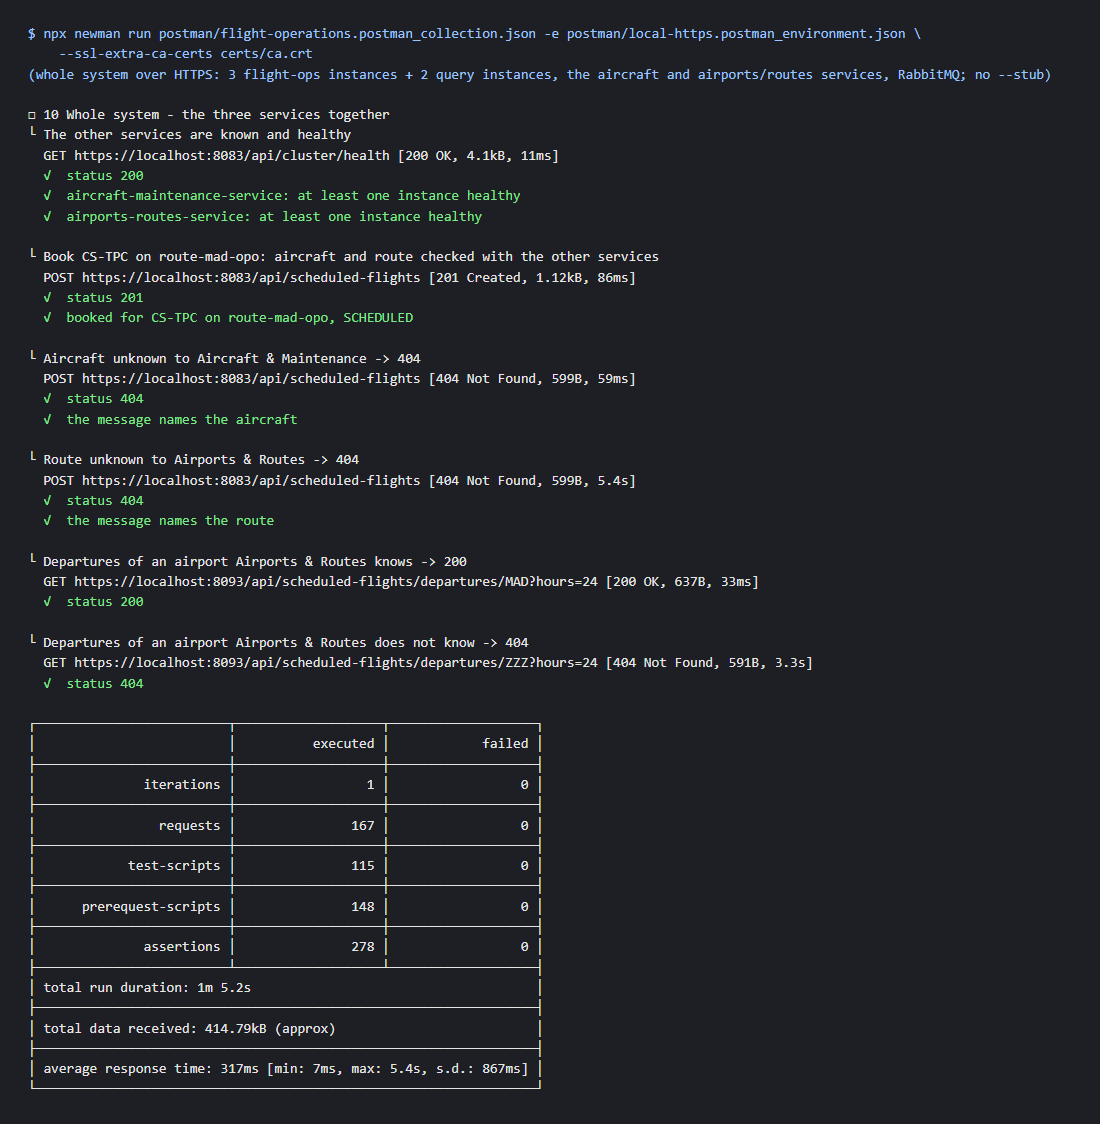 $ npx newman run postman/flight-operations.postman_collection.json -e postman/local-https.postman_environment.json \
--ssl-extra-ca-certs certs/ca.crt
(whole system over HTTPS: 3 flight-ops instances + 2 query instances, the aircraft and airports/routes services, RabbitMQ; no --stub)
□ 10 Whole system - the three services together
└ The other services are known and healthy
GET https://localhost:8083/api/cluster/health [200 OK, 4.1kB, 11ms]
√ status 200
√ aircraft-maintenance-service: at least one instance healthy
√ airports-routes-service: at least one instance healthy
└ Book CS-TPC on route-mad-opo: aircraft and route checked with the other services
POST https://localhost:8083/api/scheduled-flights [201 Created, 1.12kB, 86ms]
√ status 201
√ booked for CS-TPC on route-mad-opo, SCHEDULED
└ Aircraft unknown to Aircraft & Maintenance -> 404
POST https://localhost:8083/api/scheduled-flights [404 Not Found, 599B, 59ms]
√ status 404
√ the message names the aircraft
└ Route unknown to Airports & Routes -> 404
POST https://localhost:8083/api/scheduled-flights [404 Not Found, 599B, 5.4s]
√ status 404
√ the message names the route
└ Departures of an airport Airports & Routes knows -> 200
GET https://localhost:8093/api/scheduled-flights/departures/MAD?hours=24 [200 OK, 637B, 33ms]
√ status 200
└ Departures of an airport Airports & Routes does not know -> 404
GET https://localhost:8093/api/scheduled-flights/departures/ZZZ?hours=24 [404 Not Found, 591B, 3.3s]
√ status 404
executed failed
iterations 1 0
requests 167 0
test-scripts 115 0
prerequest-scripts 148 0
assertions 278 0
total run duration: 1m 5.2s
total data received: 414.79kB (approx)
average response time: 317ms [min: 7ms, max: 5.4s, s.d.: 867ms]